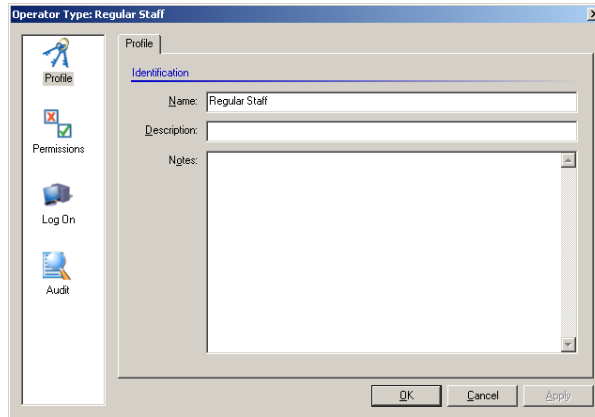 Operator Type: Regular Staff
Profile
Permissions
Log On
Audit
Profile
Identification
Name: Regular Staff
Description:
Notes:
OK Cancel Apply